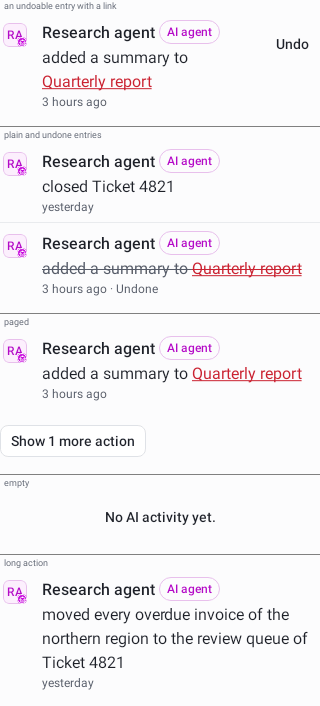 an undoable entry with a link
RA Research agent AI agent
added a summary to
Undo
Quarterly report
3 hours ago
plain and undone entries
RA Research agent AI agent
closed Ticket 4821
yesterday
RA Research agent AI agent
added a summary to Quarterly report
3 hours ago · Undone
paged
RA Research agent AI agent
added a summary to Quarterly report
3 hours ago
Show 1 more action
empty
No AI activity yet.
long action
RA Research agent AI agent
moved every overdue invoice of the
northern region to the review queue of
Ticket 4821
yesterday